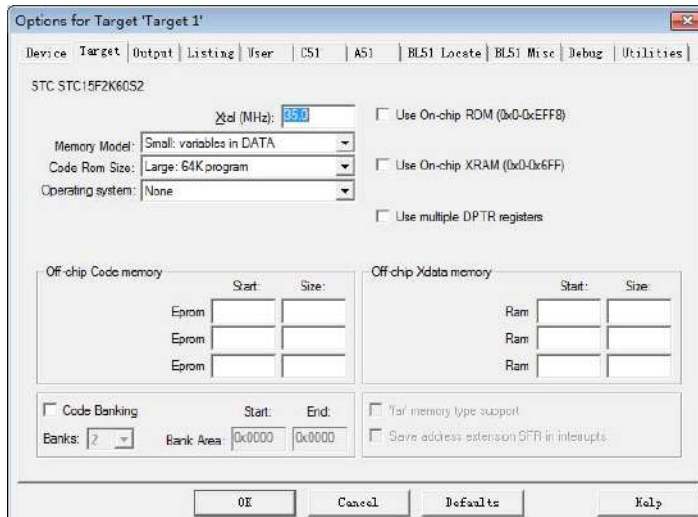 Options for Target 'Target 1'
Device Target Output Listing User C51 A51 BL51 Locate BL51 Misc Debug Utilities
STC STC15F2K60S2
Xtal (MHz): 35.0
Use On-chip ROM (0x0-0xEFF8)
Memory Model: Small: variables in DATA
Code Rom Size: Large: 64K program
Use On-chip XRAM (0x0-0x6FF)
Operating system: None
Use multiple DPTR registers
Off-chip Code memory
Start: Size:
Eprom
Eprom
Eprom
Off-chip Xdata memory
Start: Size:
Ram
Ram
Ram
Code Banking Start: End:
Banks: 2 Bank Area: 0x0000 0x0000
'far' memory type support
Save address extension SFR in interrupts
OK Cancel Defaults Help